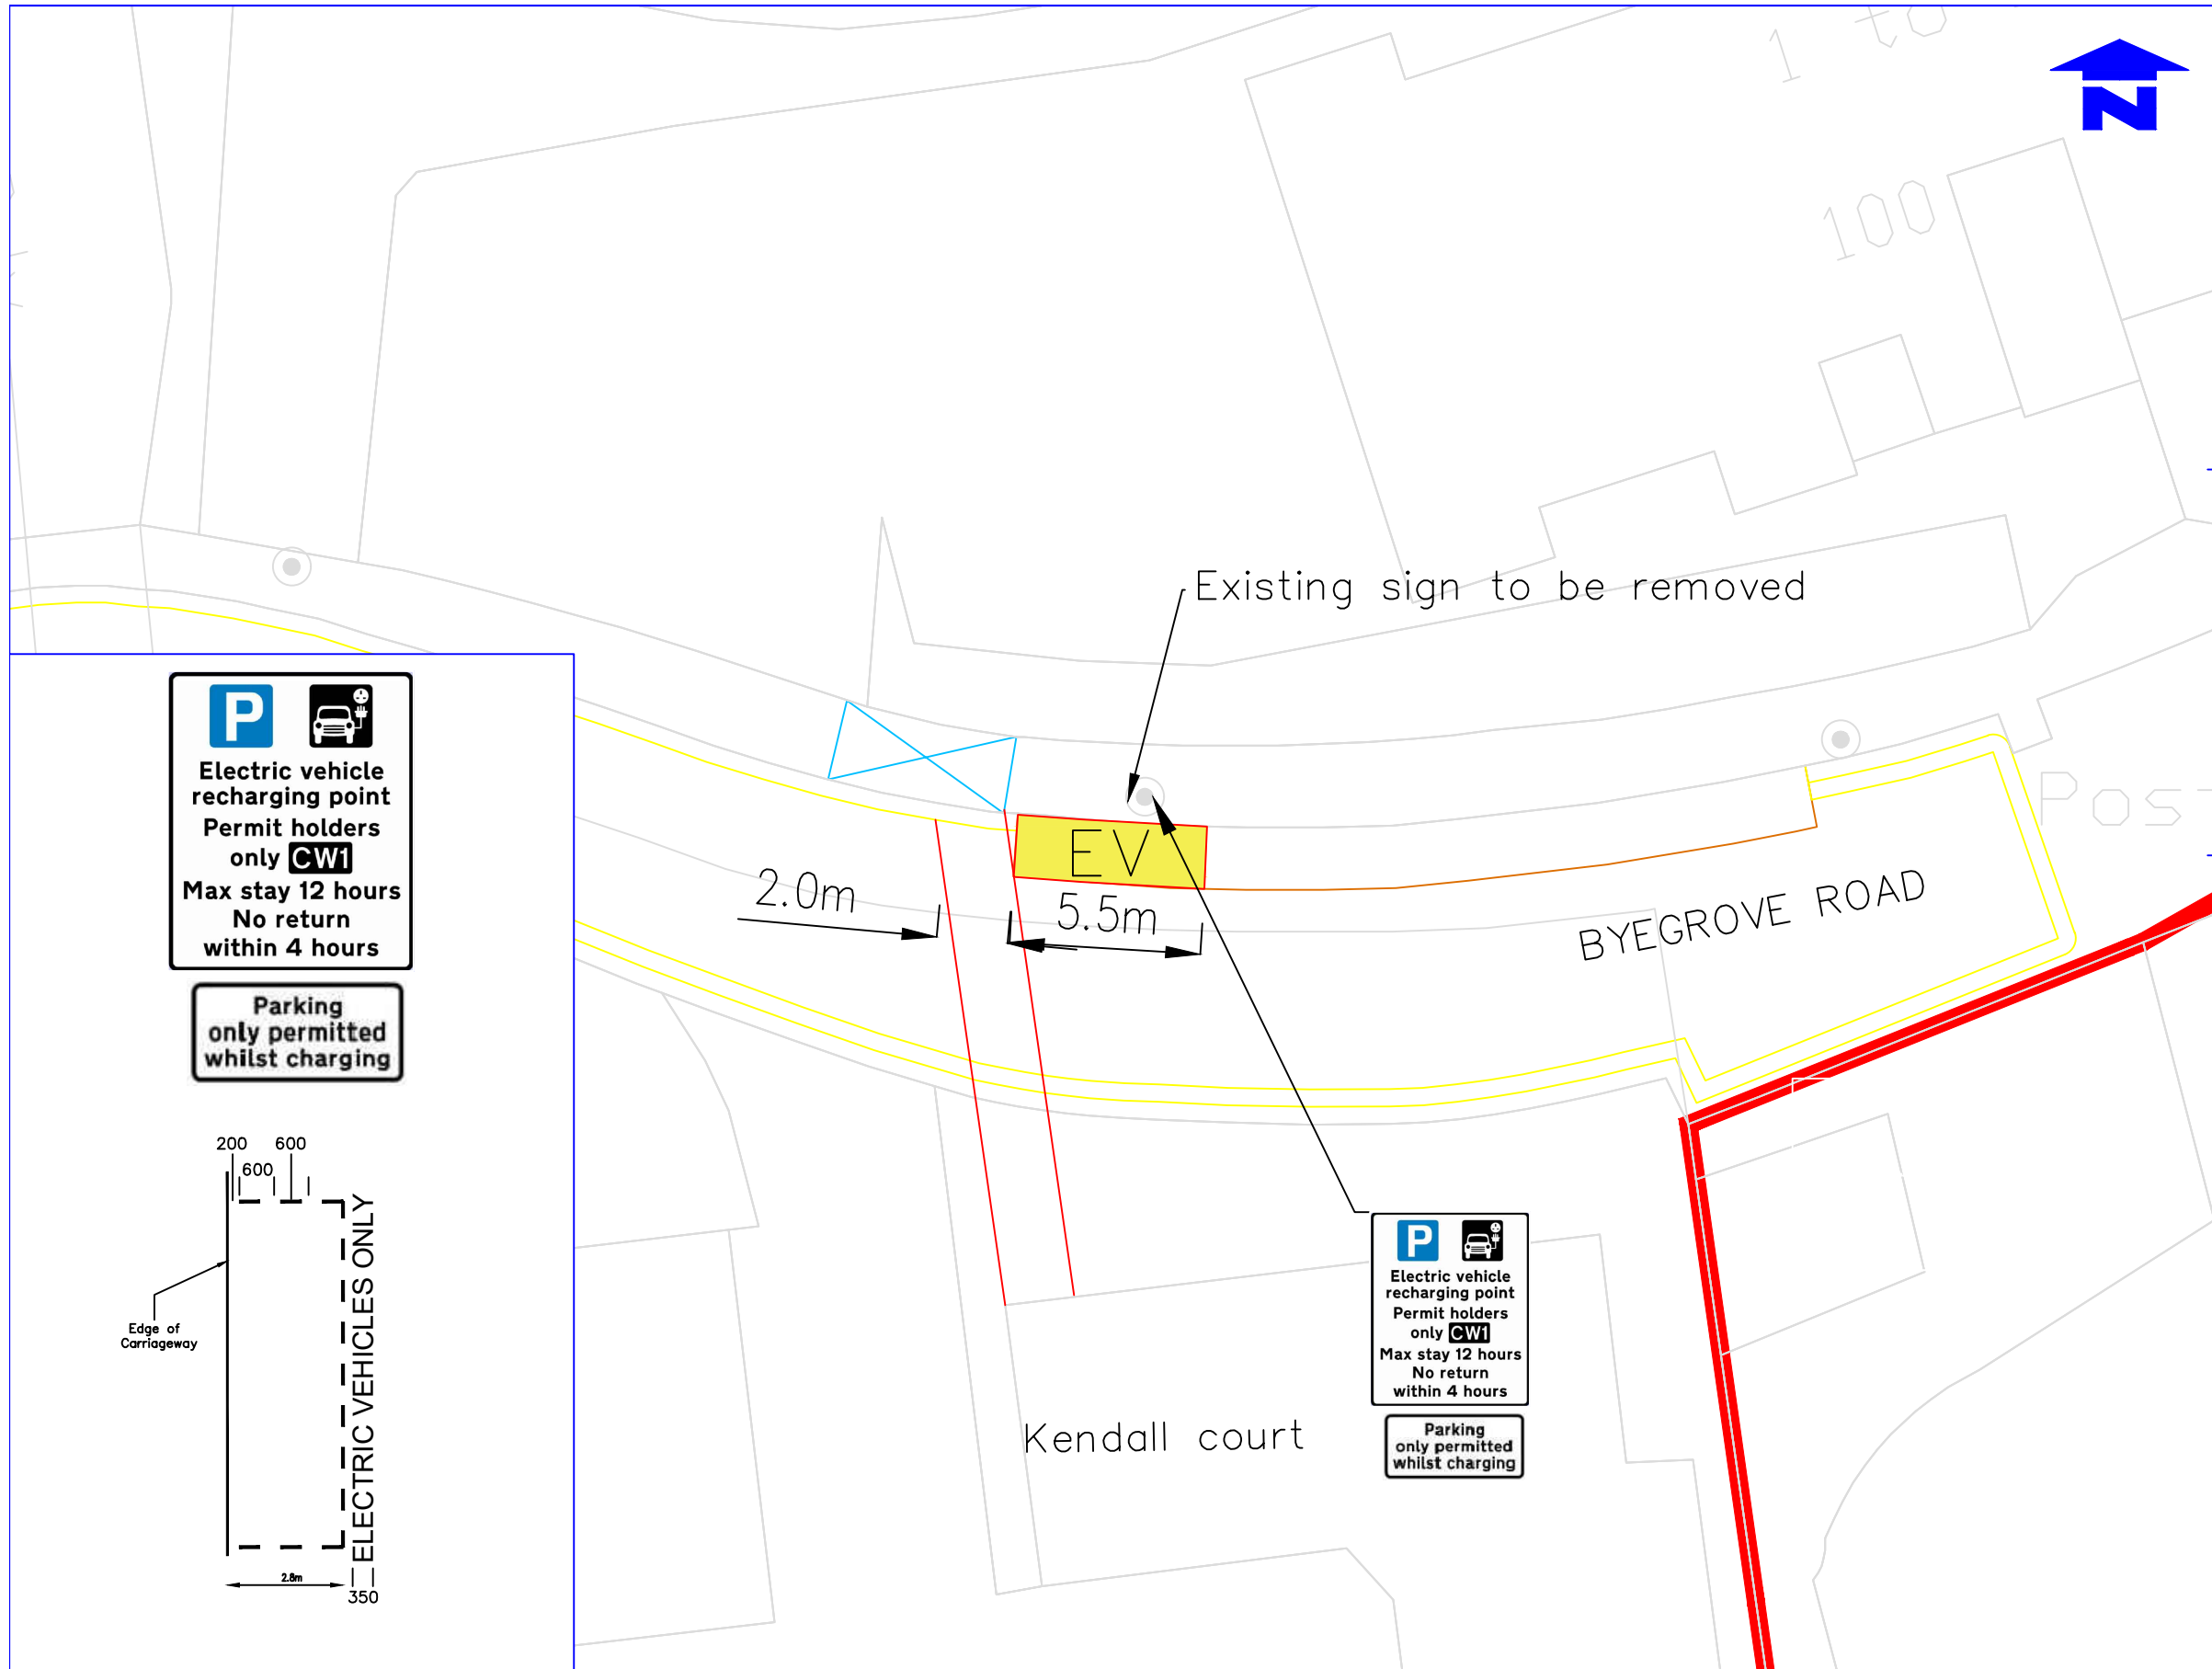 1 to
N
100
Existing sign to be removed
EV
2.0m
5.5m
BYEGROVE ROAD
Post
Kendall court
P
Electric vehicle
recharging point
Permit holders
only CW1
Max stay 12 hours
No return
within 4 hours
Parking
only permitted
whilst charging
200
600
600
ELECTRIC VEHICLES ONLY
Edge of
Carriageway
2.8m
350
P
Electric vehicle
recharging point
Permit holders
only CW1
Max stay 12 hours
No return
within 4 hours
Parking
only permitted
whilst charging